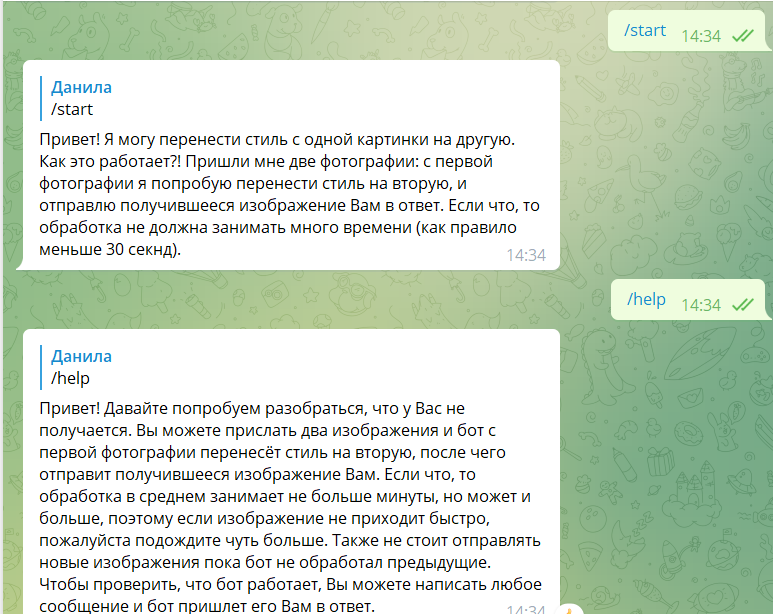 /start 14:34
Данила
/start
Привет! Я могу перенести стиль с одной картинки на другую.
Как это работает?! Пришли мне две фотографии: с первой
фотографии я попробую перенести стиль на вторую, и
отправлю получившееся изображение Вам в ответ. Если что, то
обработка не должна занимать много времени (как правило
меньше 30 секнд).
14:34
/help 14:34
Данила
/help
Привет! Давайте попробуем разобраться, что у Вас не
получается. Вы можете прислать два изображения и бот с
первой фотографии перенесёт стиль на вторую, после чего
отправит получившееся изображение Вам. Если что, то
обработка в среднем занимает не больше минуты, но может и
больше, поэтому если изображение не приходит быстро,
пожалуйста подождите чуть больше. Также не стоит отправлять
новые изображения пока бот не обработал предыдущие.
Чтобы проверить, что бот работает, Вы можете написать любое
сообщение и бот пришлет его Вам в ответ.
14:34